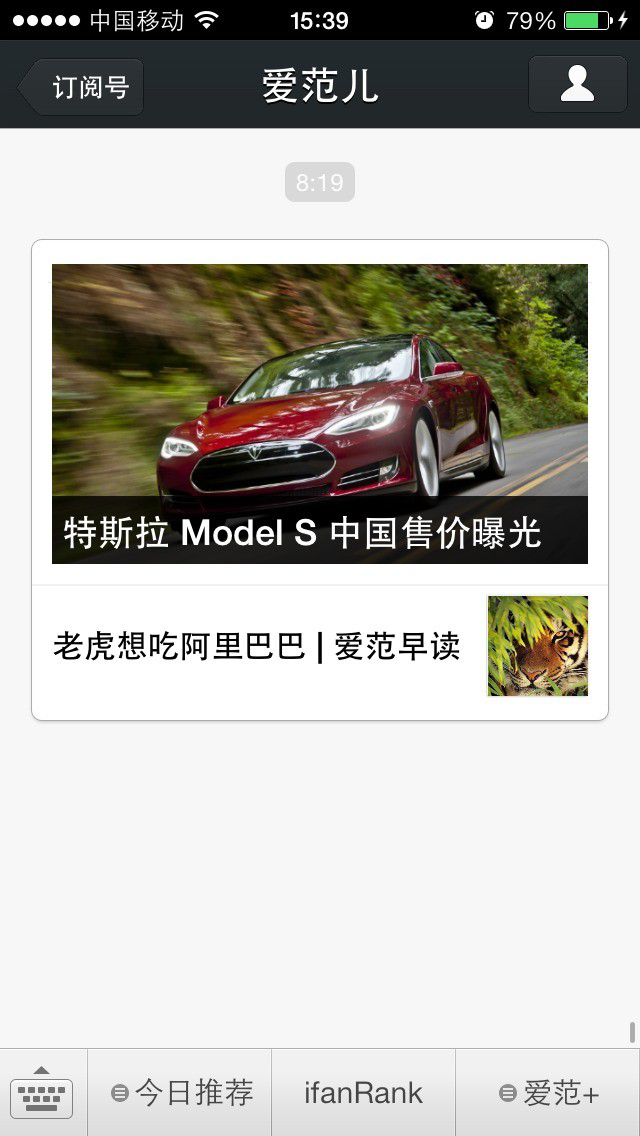 中国移动 15:39 79%
订阅号 爱范儿
8:19
特斯拉 Model S 中国售价曝光
老虎想吃阿里巴巴 | 爱范早读
今日推荐 ifanRank 爱范+